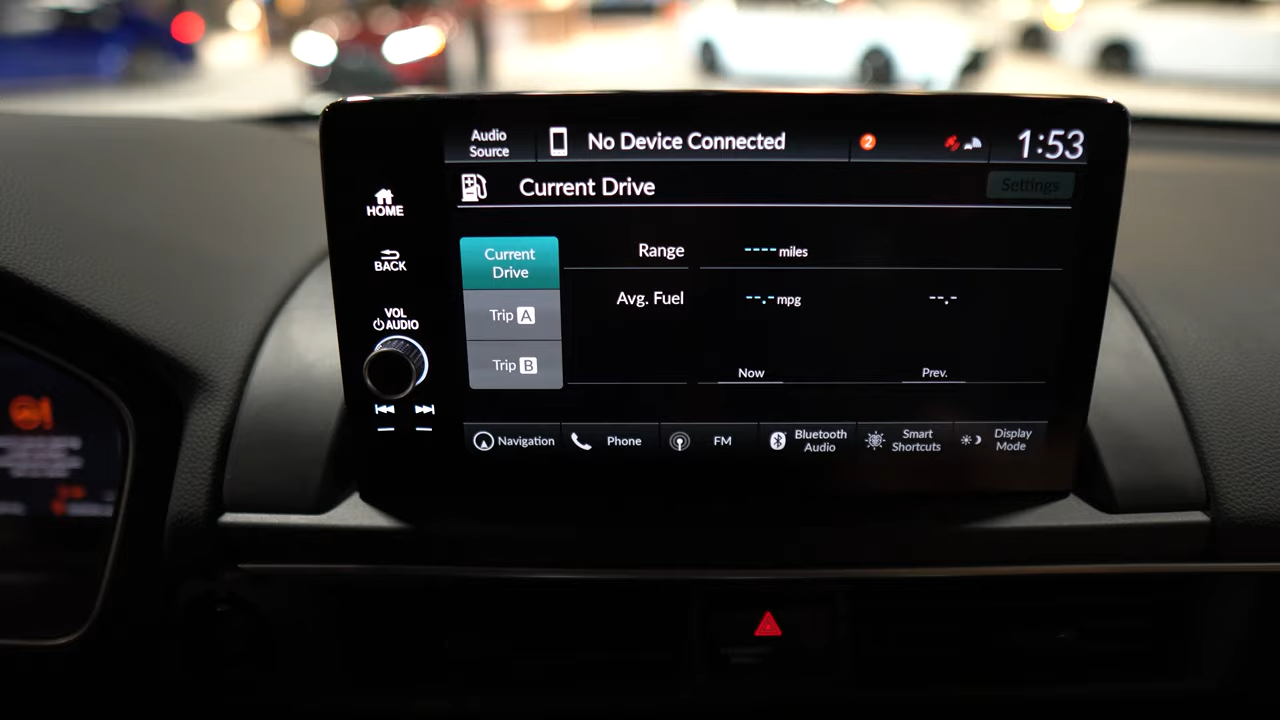 Audio
Source
No Device Connected
2
1:53
Current Drive
Settings
HOME
BACK
VOL
AUDIO
Current
Drive
Trip A
Trip B
Range
---- miles
Avg. Fuel
--.- mpg
--.-
Now
Prev.
Navigation
Phone
FM
Bluetooth
Audio
Smart
Shortcuts
Display
Mode